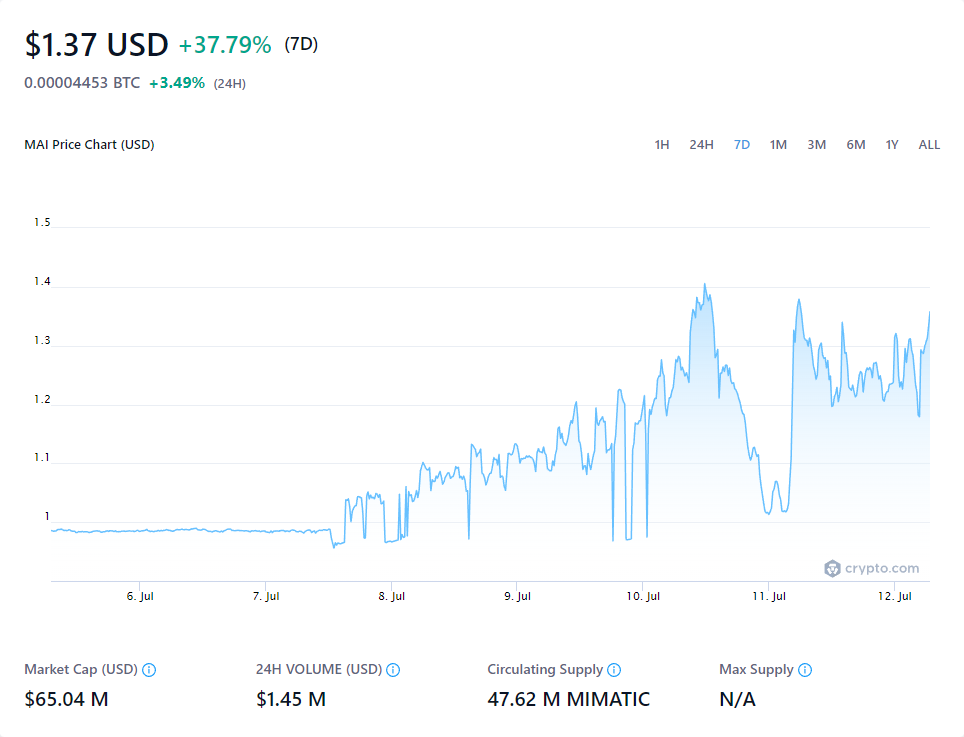 $1.37 USD +37.79% (7D)
0.00004453 BTC +3.49% (24H)
MAI Price Chart (USD) 1H 24H 7D 1M 3M 6M 1Y ALL
1.5
1.4
1.3
1.2
1.1
1
crypto.com
6. Jul 7. Jul 8. Jul 9. Jul 10. Jul 11. Jul 12. Jul
Market Cap (USD) 24H VOLUME (USD) Circulating Supply Max Supply
$65.04 M $1.45 M 47.62 M MIMATIC N/A